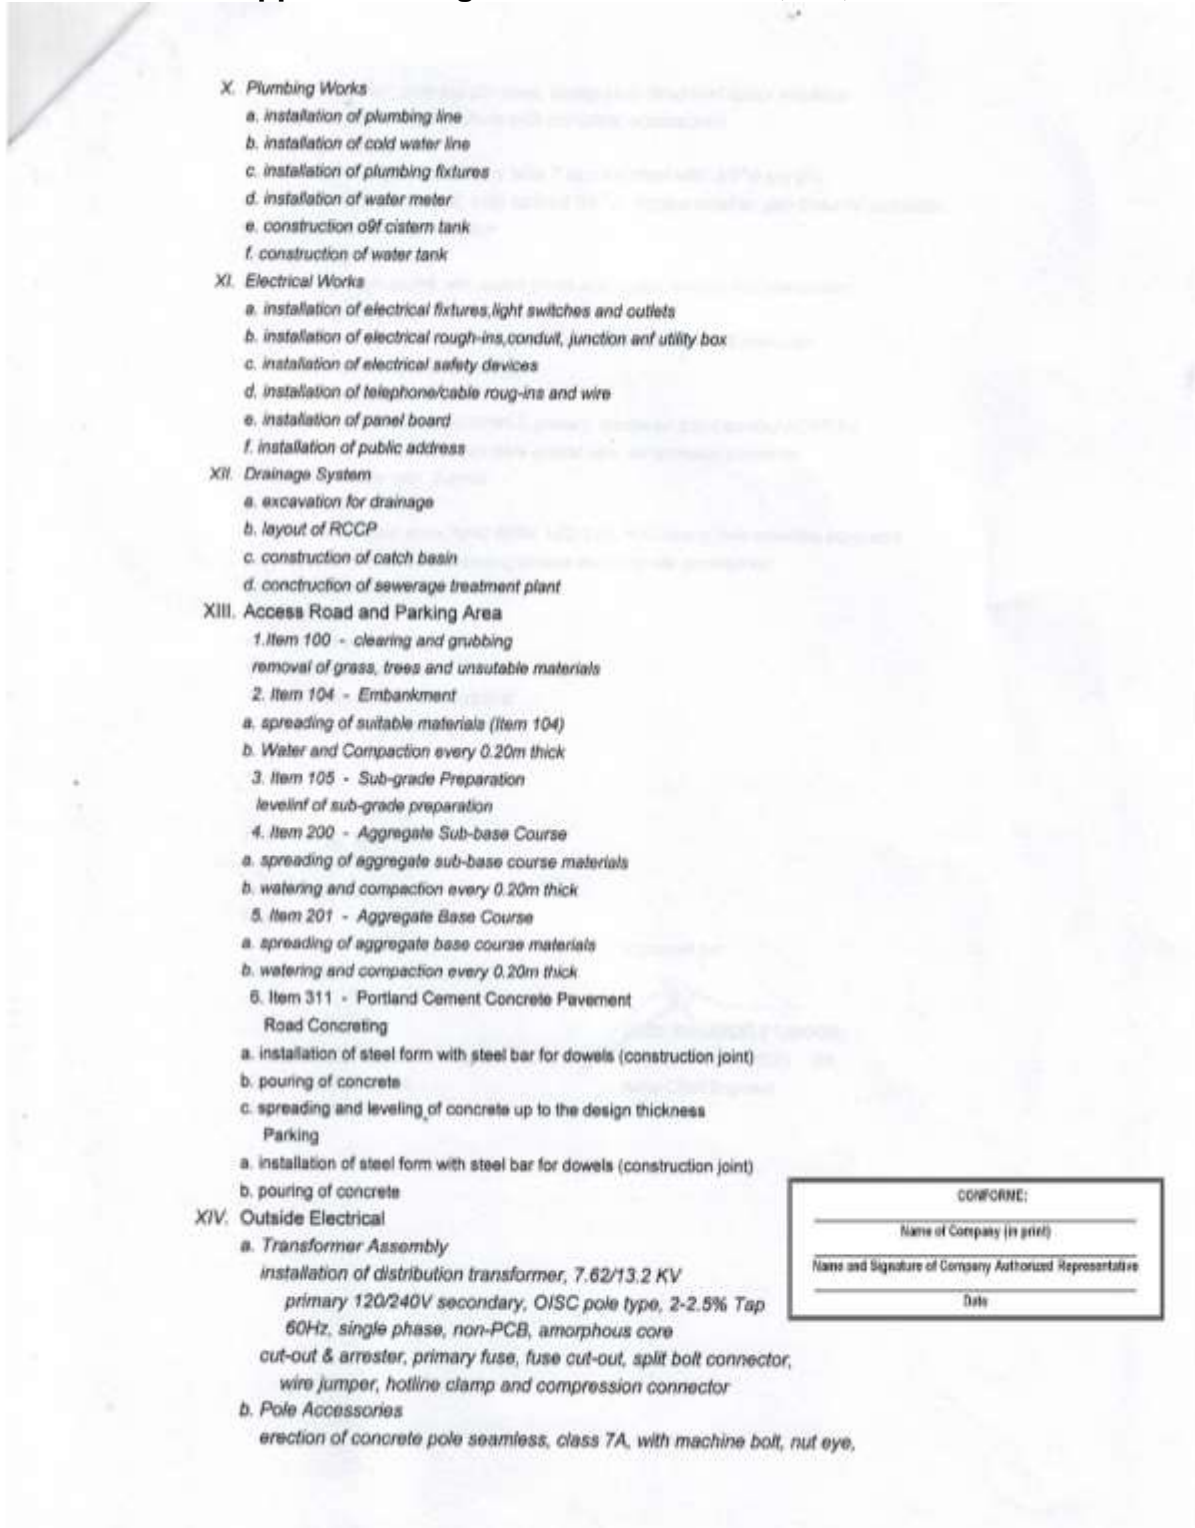 X. Plumbing Works
a. installation of plumbing line
b. installation of cold water line
c. installation of plumbing fixtures
d. installation of water meter
e. construction o9f cistern tank
f. construction of water tank
XI. Electrical Works
a. installation of electrical fixtures,light switches and outlets
b. installation of electrical rough-ins,conduit, junction anf utility box
c. installation of electrical safety devices
d. installation of telephone/cable roug-ins and wire
e. installation of panel board
f. installation of public address
XII. Drainage System
a. excavation for drainage
b. layout of RCCP
c. construction of catch basin
d. conctruction of sewerage treatment plant
XIII. Access Road and Parking Area
1.Item 100 - clearing and grubbing
removal of grass, trees and unsutable materials
2. Item 104 - Embankment
a. spreading of suitable materials (Item 104)
b. Water and Compaction every 0.20m thick
3. Item 105 - Sub-grade Preparation
levelinf of sub-grade preparation
4. Item 200 - Aggregate Sub-base Course
a. spreading of aggregate sub-base course materials
b. watering and compaction every 0.20m thick
5. Item 201 - Aggregate Base Course
a. spreading of aggregate base course materials
b. watering and compaction every 0.20m thick
6. Item 311 - Portland Cement Concrete Pavement
Road Concreting
a. installation of steel form with steel bar for dowels (construction joint)
b. pouring of concrete
c. spreading and leveling of concrete up to the design thickness
Parking
a. installation of steel form with steel bar for dowels (construction joint)
b. pouring of concrete
CONFORME:
Name of Company (in print)
Name and Signature of Company Authorized Representative
Date
XIV. Outside Electrical
a. Transformer Assembly
installation of distribution transformer, 7.62/13.2 KV
primary 120/240V secondary, OISC pole type, 2-2.5% Tap
60Hz, single phase, non-PCB, amorphous core
cut-out & arrester, primary fuse, fuse cut-out, split bolt connector,
wire jumper, hotline clamp and compression connector
b. Pole Accessories
erection of concrete pole seamless, class 7A, with machine bolt, nut eye,